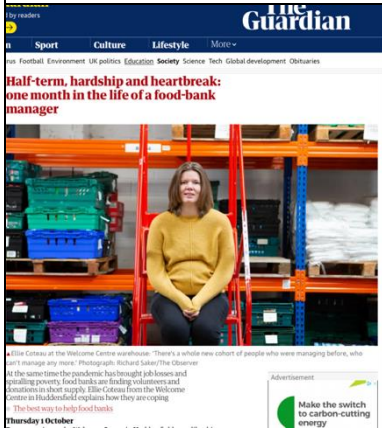 The
Guardian
d by readers
n Sport Culture Lifestyle More
rus Football Environment UK politics Education Society Science Tech Global development Obituaries
Half-term, hardship and heartbreak:
one month in the life of a food-bank
manager
Ellie Coteau at the Welcome Centre warehouse: 'There's a whole new cohort of people who were managing before, who
can't manage any more.' Photograph: Richard Saker/The Observer
At the same time the pandemic has brought job losses and
spiralling poverty, food banks are finding volunteers and
donations in short supply. Ellie Coteau from the Welcome
Centre in Huddersfield explains how they are coping
The best way to help food banks
Thursday 1 October
Advertisement
Make the switch
to carbon-cutting
energy